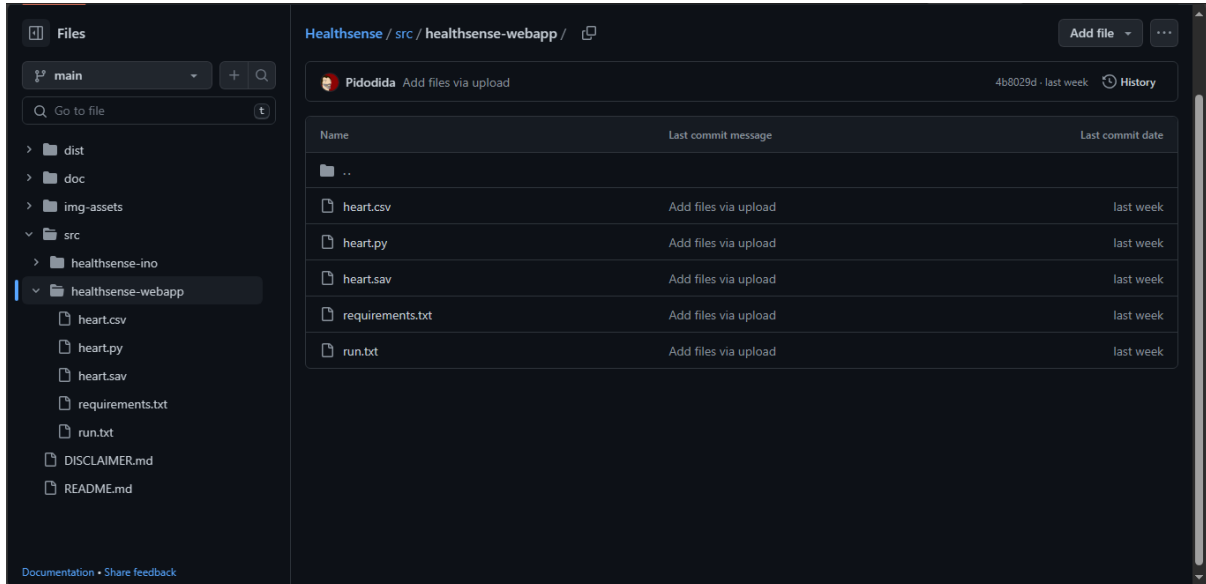 Files
main
Go to file
t
dist
doc
img-assets
src
healthsense-ino
healthsense-webapp
heart.csv
heart.py
heart.sav
requirements.txt
run.txt
DISCLAIMER.md
README.md
Documentation • Share feedback
Healthsense / src / healthsense-webapp /
Add file
Pidodida Add files via upload
4b8029d · last week History
Name Last commit message Last commit date
..
heart.csv Add files via upload last week
heart.py Add files via upload last week
heart.sav Add files via upload last week
requirements.txt Add files via upload last week
run.txt Add files via upload last week